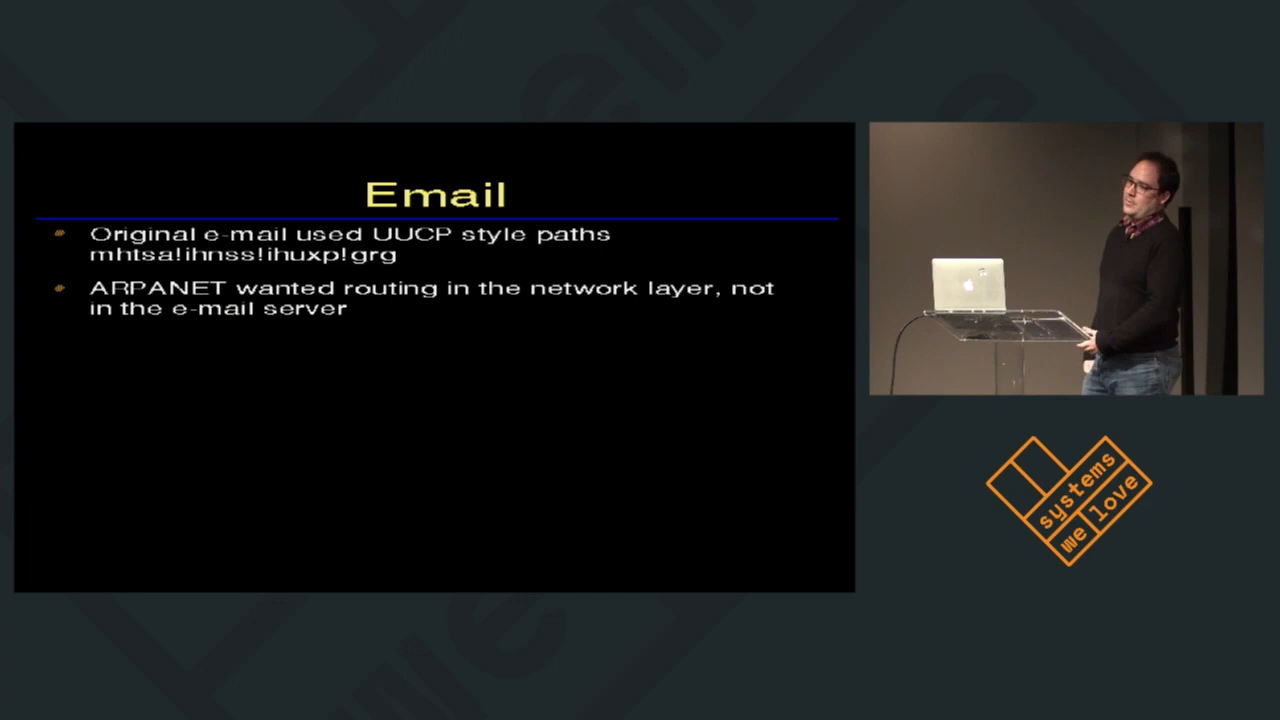 Email
Original e-mail used UUCP style paths
mhtsa!ihnss!ihuxp!grg
ARPANET wanted routing in the network layer, not
in the e-mail server
systems
we love